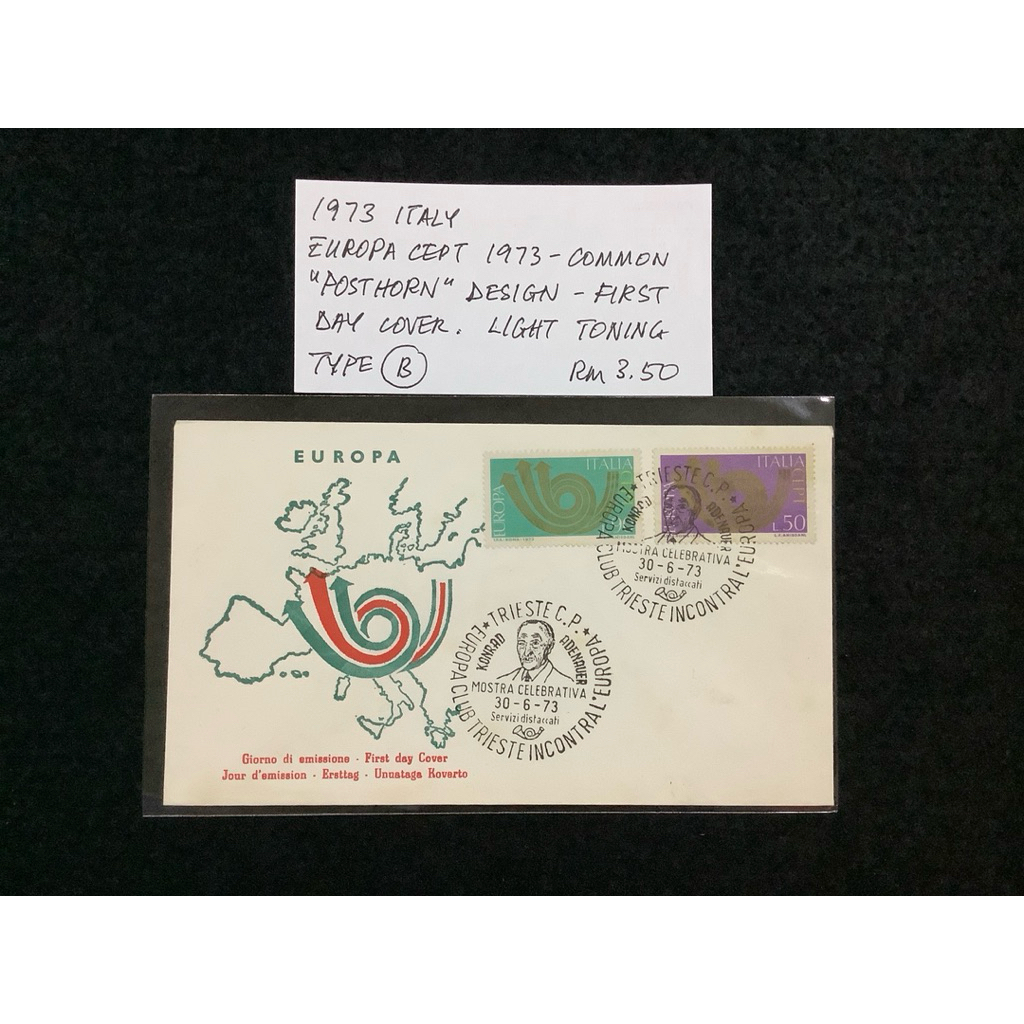 1973 ITALY
EUROPA CEPT 1973 - COMMON
"POSTHORN" DESIGN - FIRST
DAY COVER. LIGHT TONING
TYPE B RM 3.50
EUROPA
ITALIA
EUROPA
ITALIA
CEPT
L.50
★ TRIESTE C.P. ★
KONRAD ADENAUER
MOSTRA CELEBRATIVA
30-6-73
Servizi distaccati
EUROPA CLUB TRIESTE INCONTRA L'EUROPA
★ TRIESTE C.P. ★
KONRAD ADENAUER
MOSTRA CELEBRATIVA
30-6-73
Servizi distaccati
EUROPA CLUB TRIESTE INCONTRA L'EUROPA
Giorno di emissione · First day Cover
Jour d'emission · Ersttag · Unuataga Koverto